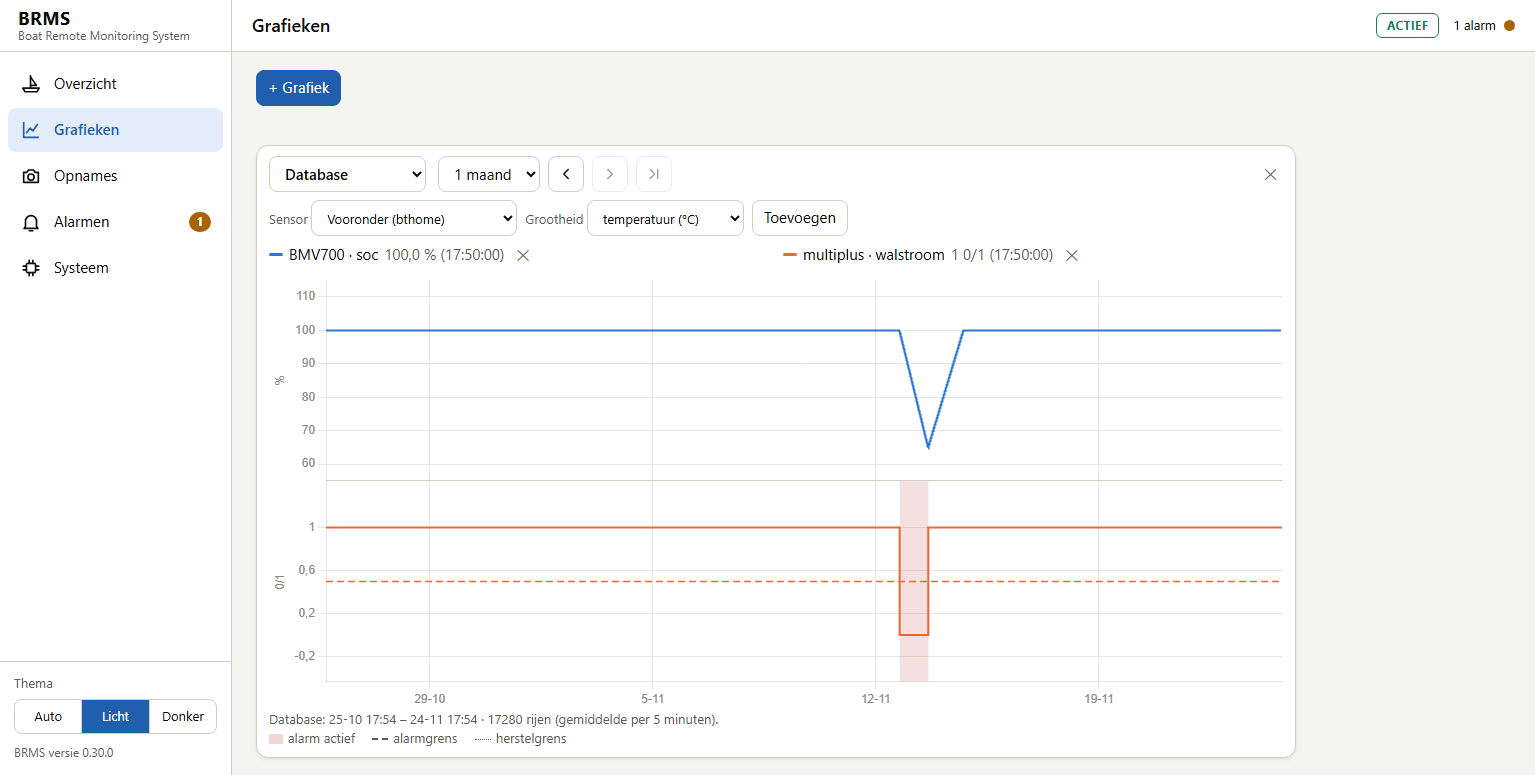 BRMS
Boat Remote Monitoring System
Grafieken
ACTIEF
1 alarm
Overzicht
Grafieken
Opnames
Alarmen 1
Systeem
+ Grafiek
Database
1 maand
Sensor Vooronder (bthome) Grootheid temperatuur (°C) Toevoegen
BMV700 · soc 100,0 % (17:50:00)
multiplus · walstroom 1 0/1 (17:50:00)
110
100
90
80
70
60
%
1
0,6
0,2
-0,2
0/1
29-10 5-11 12-11 19-11
Database: 25-10 17:54 – 24-11 17:54 · 17280 rijen (gemiddelde per 5 minuten).
alarm actief alarmgrens herstelgrens
Thema
Auto Licht Donker
BRMS versie 0.30.0